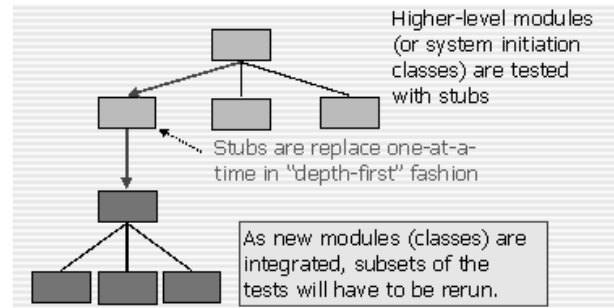 Higher-level modules
(or system initiation
classes) are tested
with stubs
Stubs are replace one-at-a-
time in "depth-first" fashion
As new modules (classes) are
integrated, subsets of the
tests will have to be rerun.